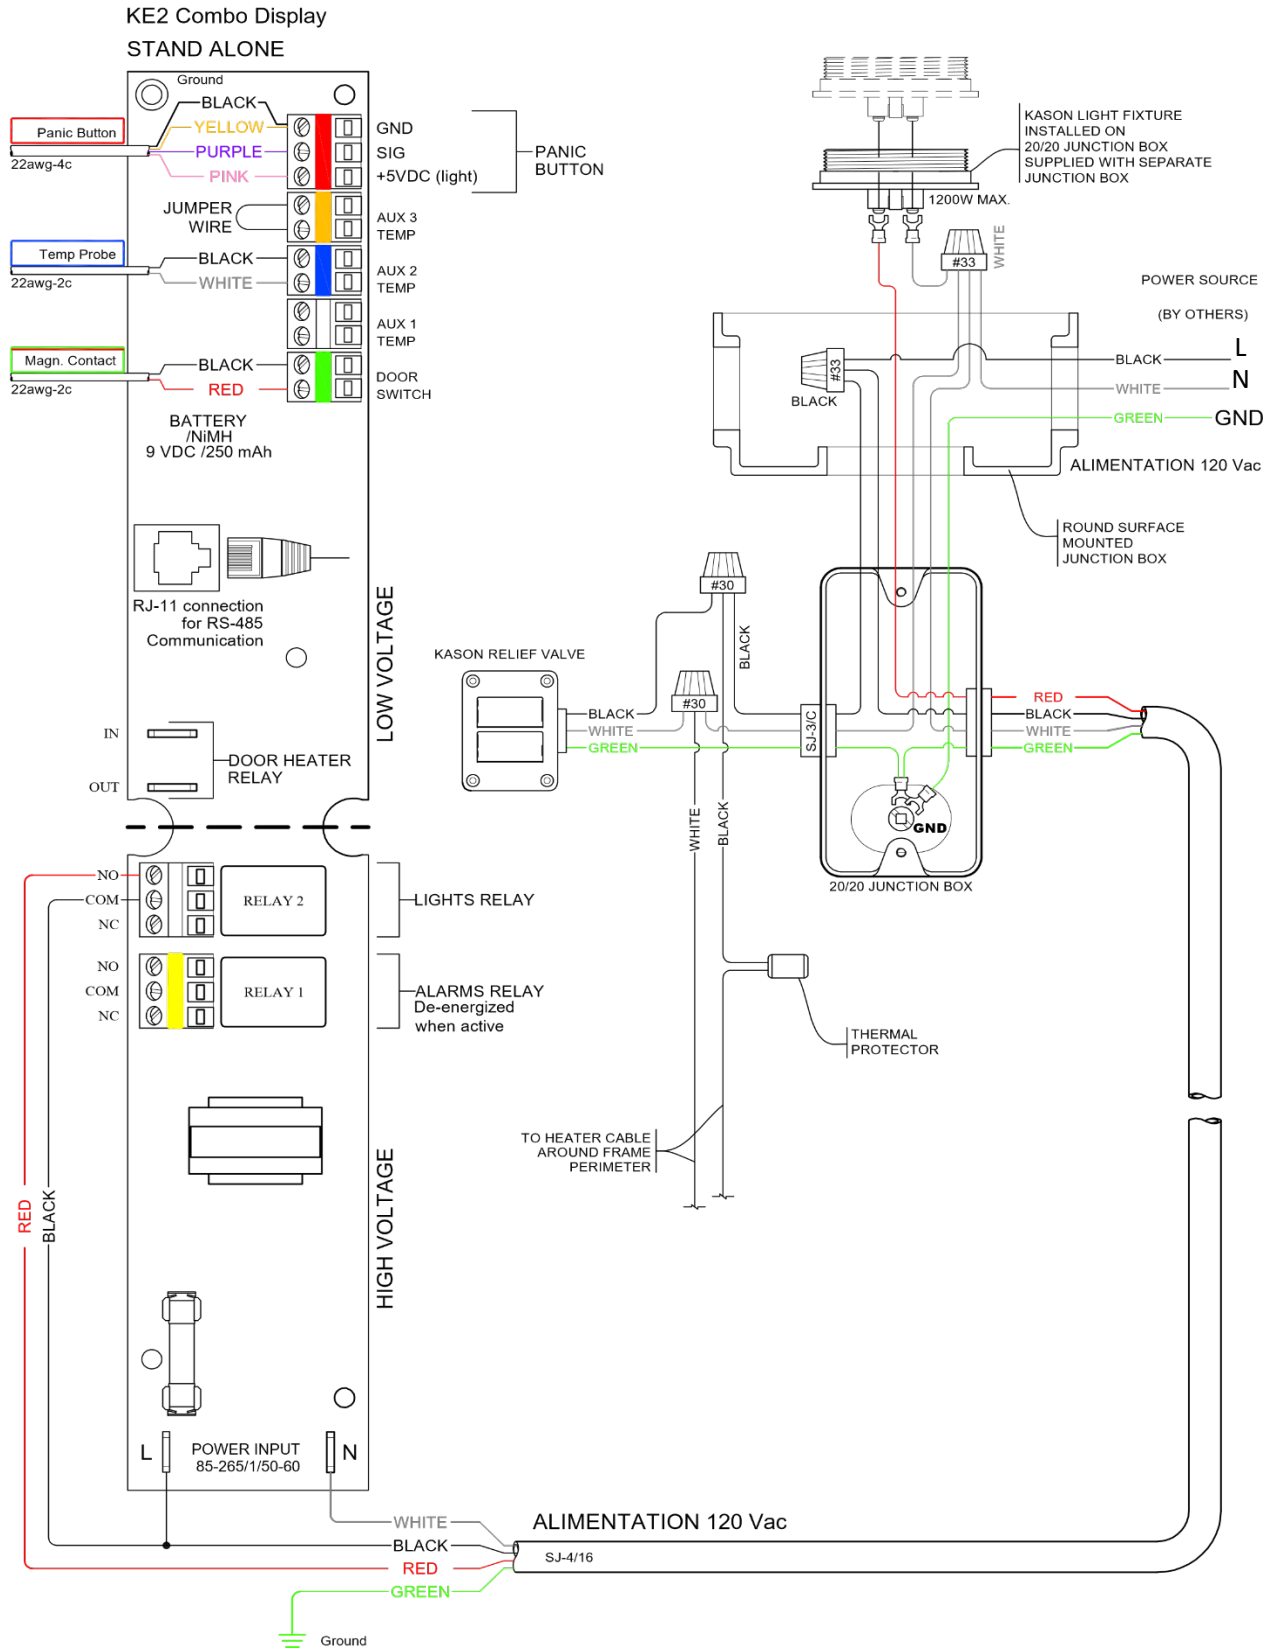 KE2 Combo Display
STAND ALONE
Ground
BLACK
YELLOW
PURPLE
PINK
Panic Button
22awg-4c
GND
SIG
+5VDC (light)
PANIC
BUTTON
JUMPER
WIRE
AUX 3
TEMP
Temp Probe
22awg-2c
BLACK
WHITE
AUX 2
TEMP
AUX 1
TEMP
Magn. Contact
22awg-2c
BLACK
RED
DOOR
SWITCH
BATTERY
/NiMH
9 VDC /250 mAh
RJ-11 connection
for RS-485
Communication
LOW VOLTAGE
IN
OUT
DOOR HEATER
RELAY
NO
COM
NC
RELAY 2
LIGHTS RELAY
NO
COM
NC
RELAY 1
ALARMS RELAY
De-energized
when active
HIGH VOLTAGE
RED
BLACK
L
POWER INPUT
85-265/1/50-60
N
WHITE
BLACK
RED
GREEN
Ground
ALIMENTATION 120 Vac
SJ-4/16
KASON LIGHT FIXTURE
INSTALLED ON
20/20 JUNCTION BOX
SUPPLIED WITH SEPARATE
JUNCTION BOX
1200W MAX.
#33
WHITE
POWER SOURCE
(BY OTHERS)
#33
BLACK
BLACK
L
WHITE
N
GREEN
GND
ALIMENTATION 120 Vac
ROUND SURFACE
MOUNTED
JUNCTION BOX
#30
BLACK
KASON RELIEF VALVE
#30
BLACK
WHITE
GREEN
SJ-3/C
RED
BLACK
WHITE
GREEN
GND
20/20 JUNCTION BOX
WHITE
BLACK
THERMAL
PROTECTOR
TO HEATER CABLE
AROUND FRAME
PERIMETER